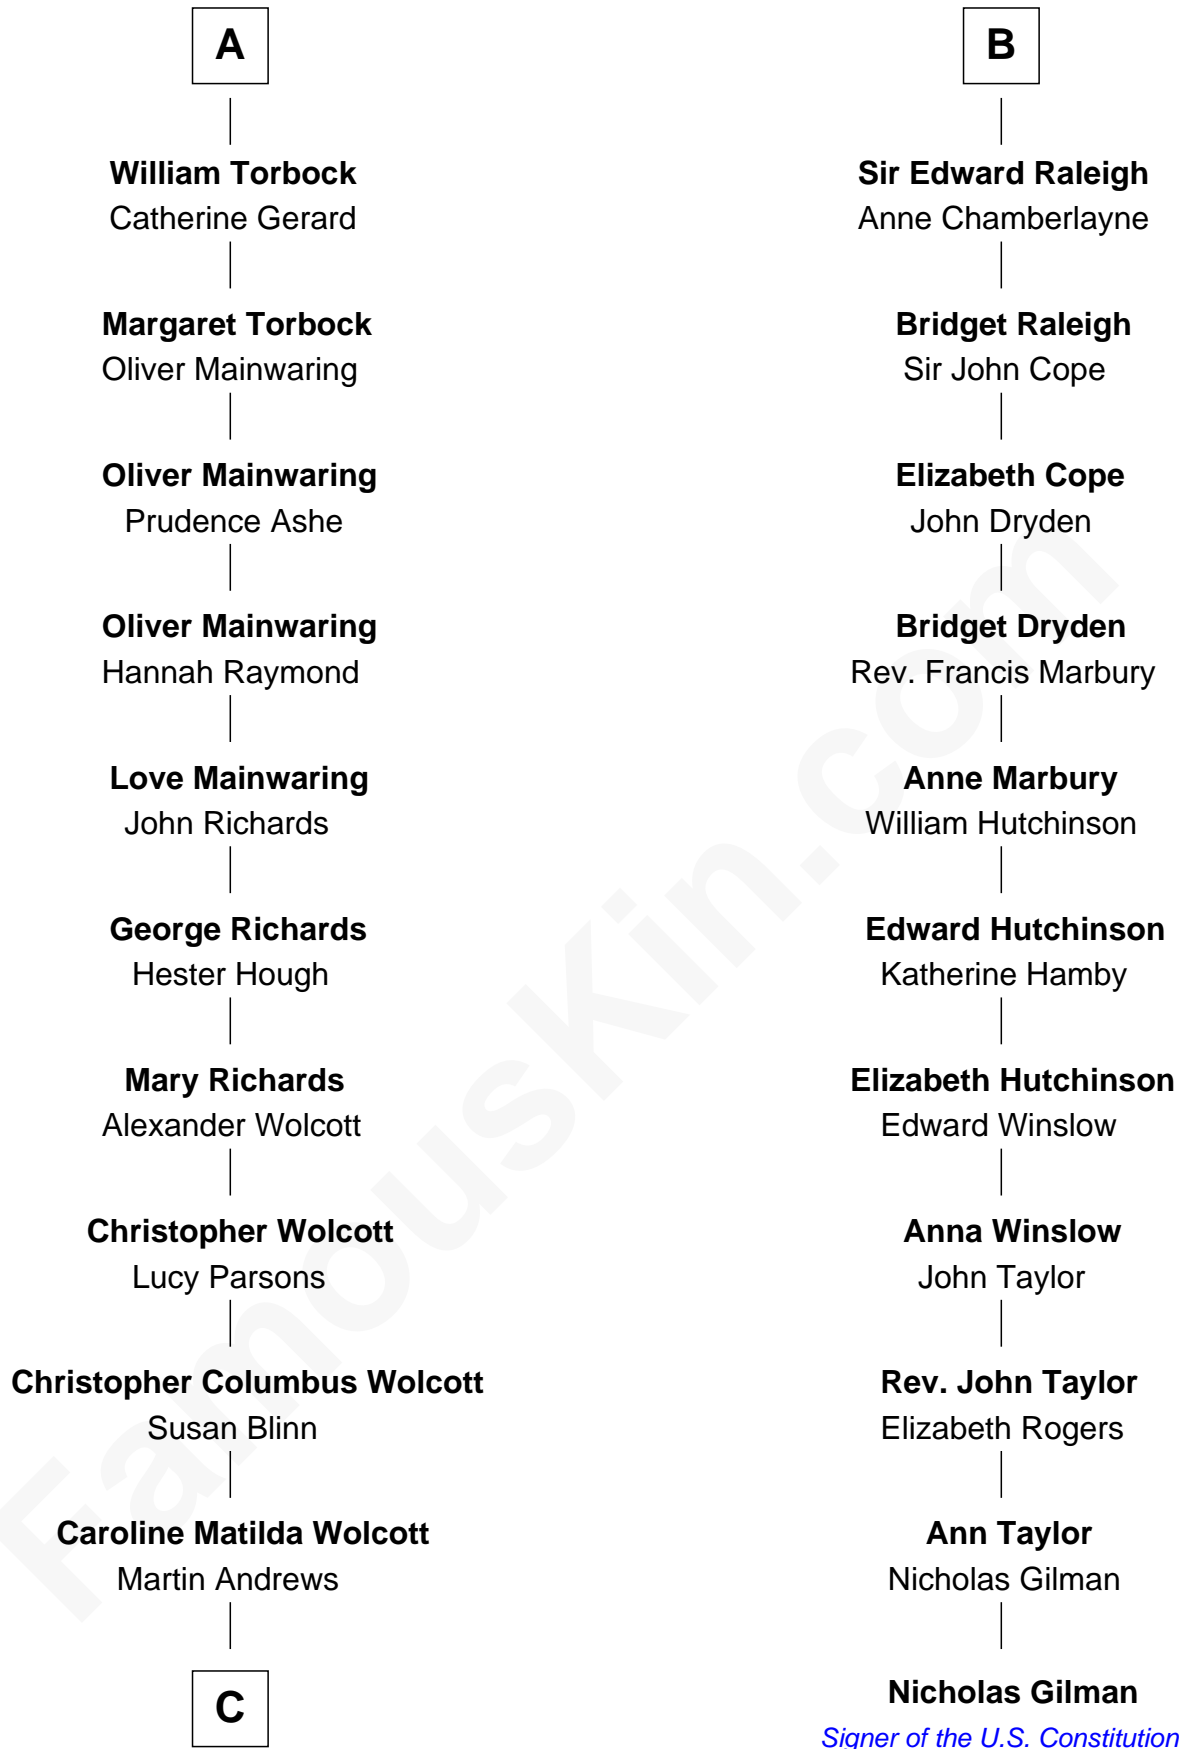 A
William Torbock
Catherine Gerard
Margaret Torbock
Oliver Mainwaring
Oliver Mainwaring
Prudence Ashe
Oliver Mainwaring
Hannah Raymond
Love Mainwaring
John Richards
George Richards
Hester Hough
Mary Richards
Alexander Wolcott
Christopher Wolcott
Lucy Parsons
Christopher Columbus Wolcott
Susan Blinn
Caroline Matilda Wolcott
Martin Andrews
C
B
Sir Edward Raleigh
Anne Chamberlayne
Bridget Raleigh
Sir John Cope
Elizabeth Cope
John Dryden
Bridget Dryden
Rev. Francis Marbury
Anne Marbury
William Hutchinson
Edward Hutchinson
Katherine Hamby
Elizabeth Hutchinson
Edward Winslow
Anna Winslow
John Taylor
Rev. John Taylor
Elizabeth Rogers
Ann Taylor
Nicholas Gilman
Nicholas Gilman
Signer of the U.S. Constitution
FamousKin.com